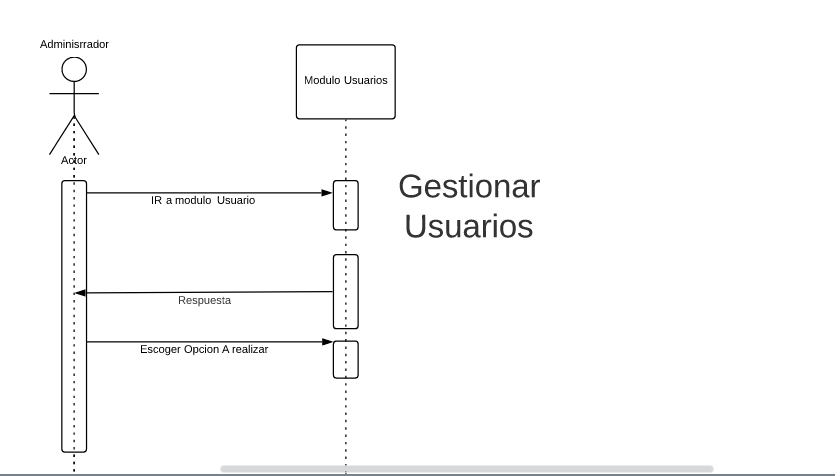 Adminisrrador
Modulo Usuarios
Actor
Gestionar
Usuarios
IR a modulo Usuario
Respuesta
Escoger Opcion A realizar